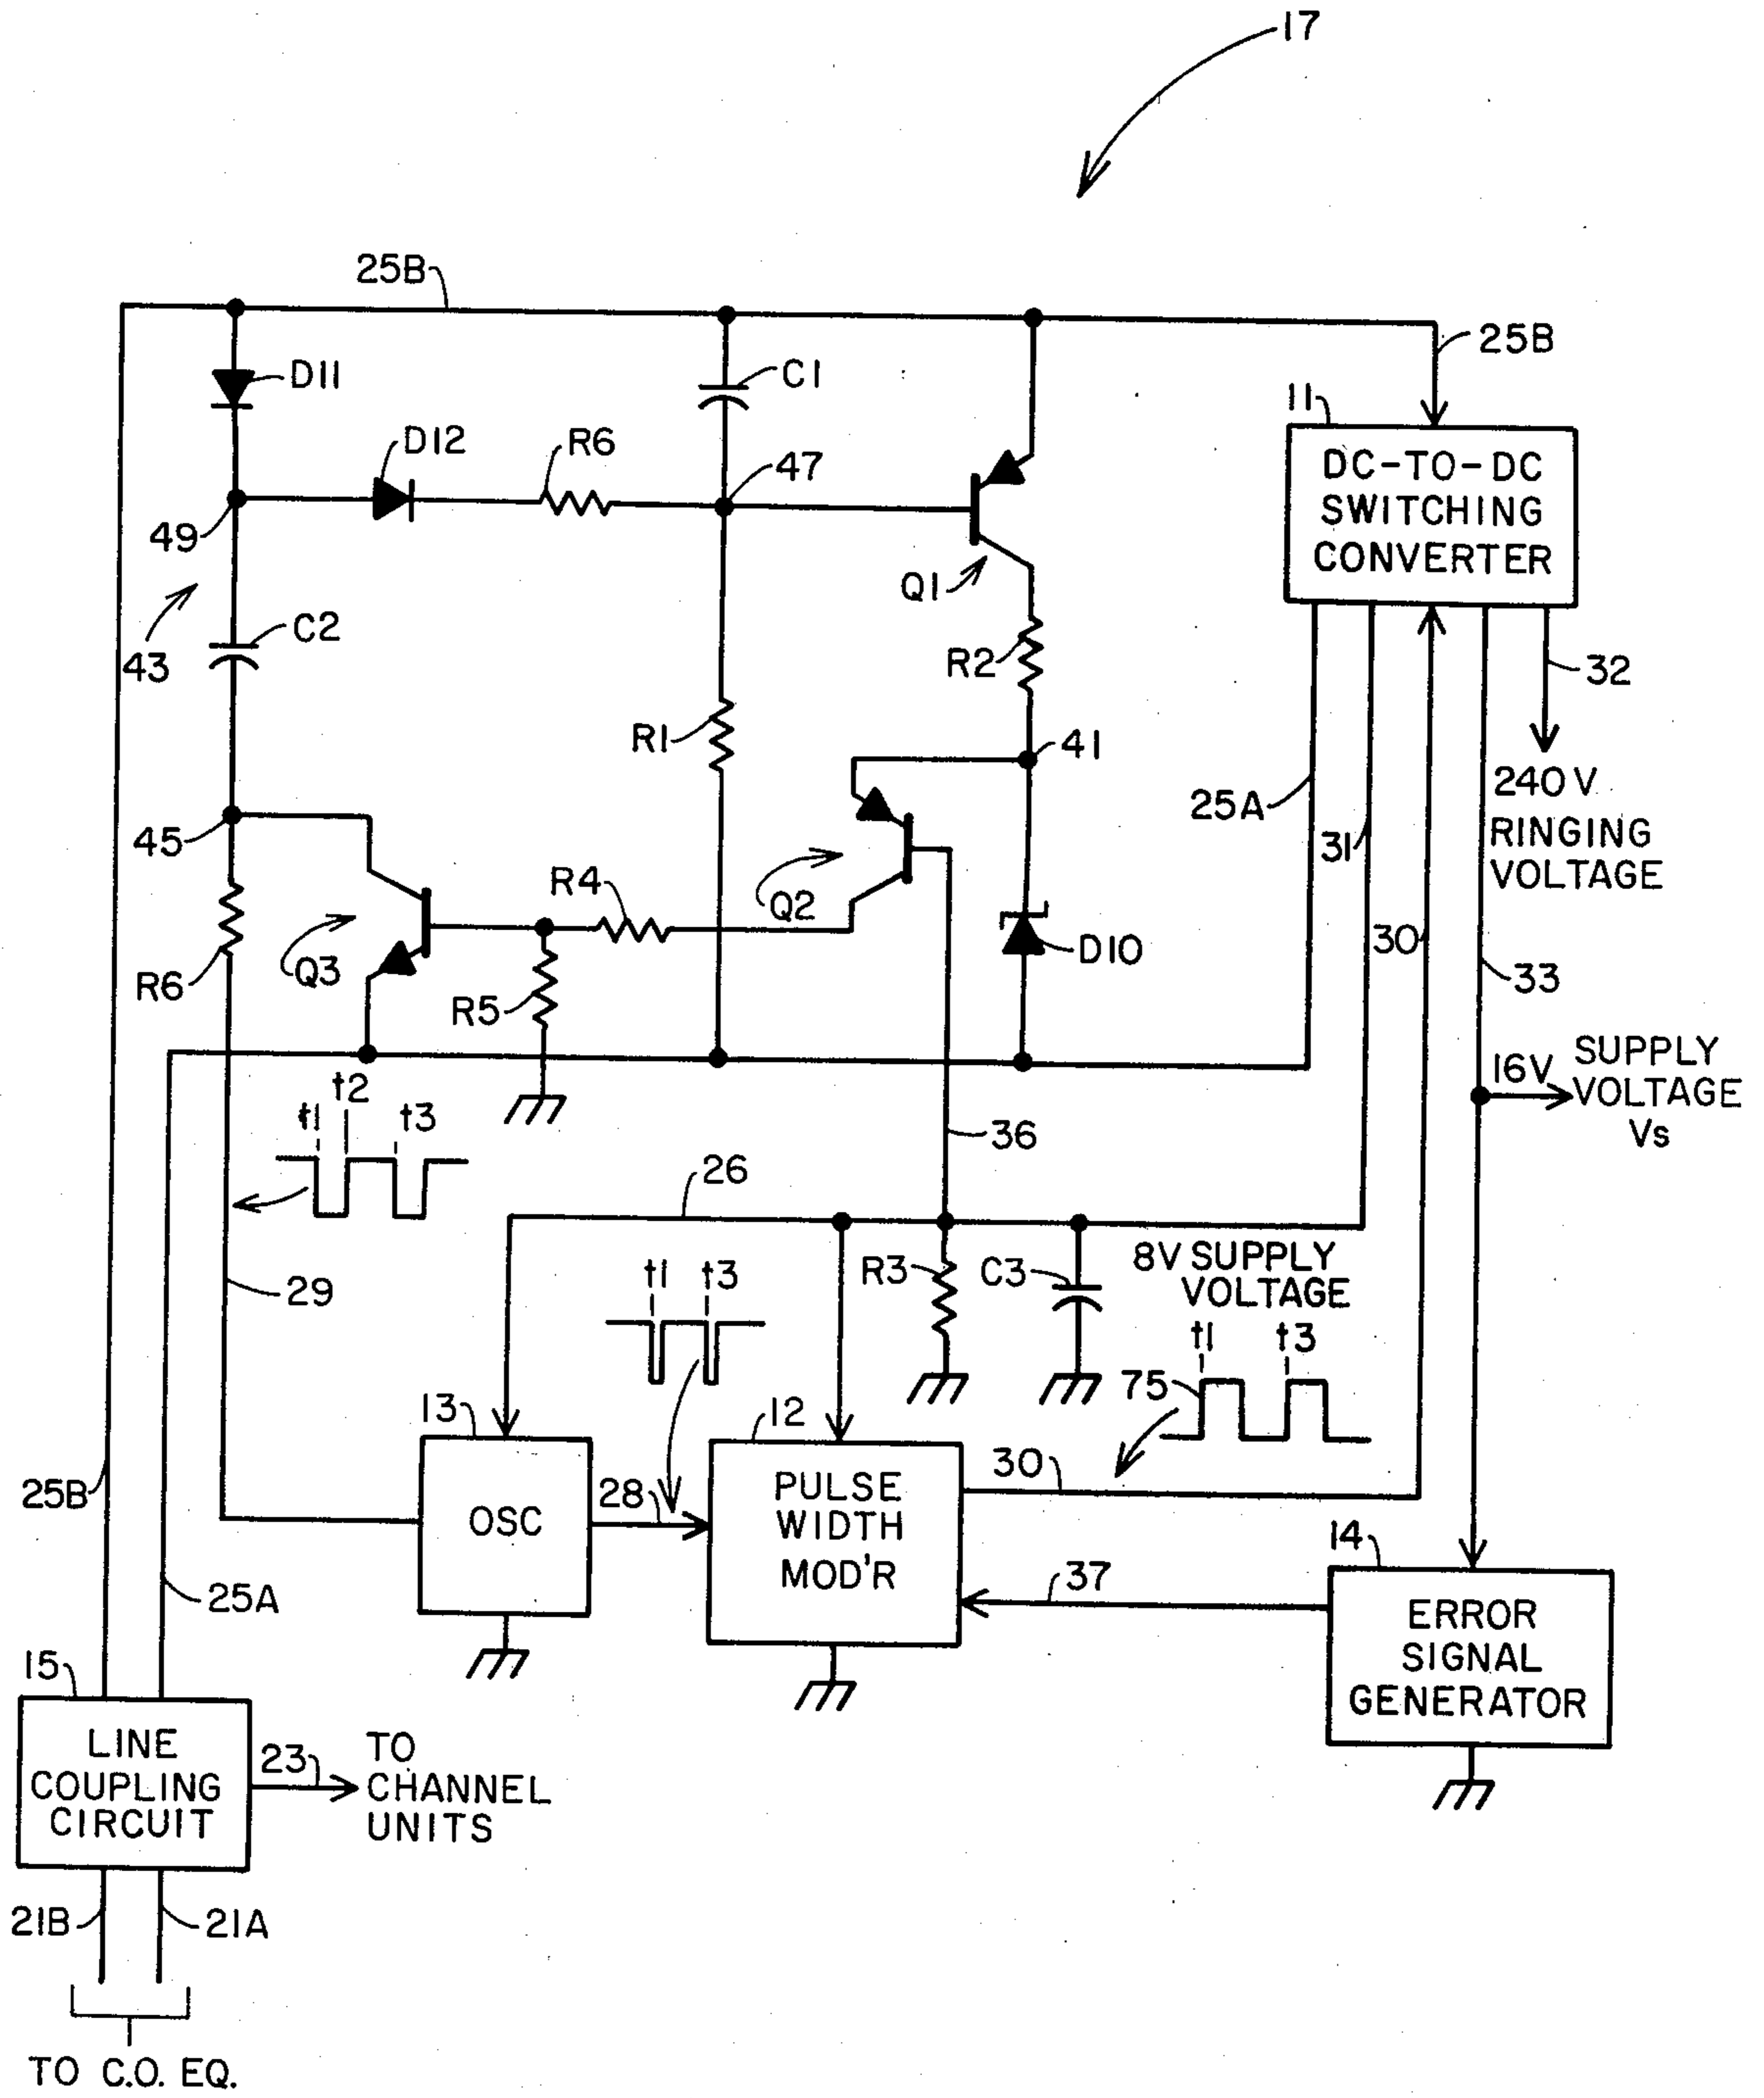 17
25B
25B
D11
C1
11
D12
R6
47
DC-TO-DC
SWITCHING
CONVERTER
49
Q1
43
C2
R2
32
R1
41
25A
31
240V
RINGING
VOLTAGE
45
R4
Q2
30
D10
33
R6
Q3
R5
16V
SUPPLY
VOLTAGE
Vs
t1
t2
t3
36
26
29
t1
t3
R3
C3
8V SUPPLY
VOLTAGE
t1
t3
75
13
12
25B
OSC
28
PULSE
WIDTH
MOD'R
30
14
37
25A
ERROR
SIGNAL
GENERATOR
15
LINE
COUPLING
CIRCUIT
23
TO
CHANNEL
UNITS
21B
21A
TO C.O. EQ.